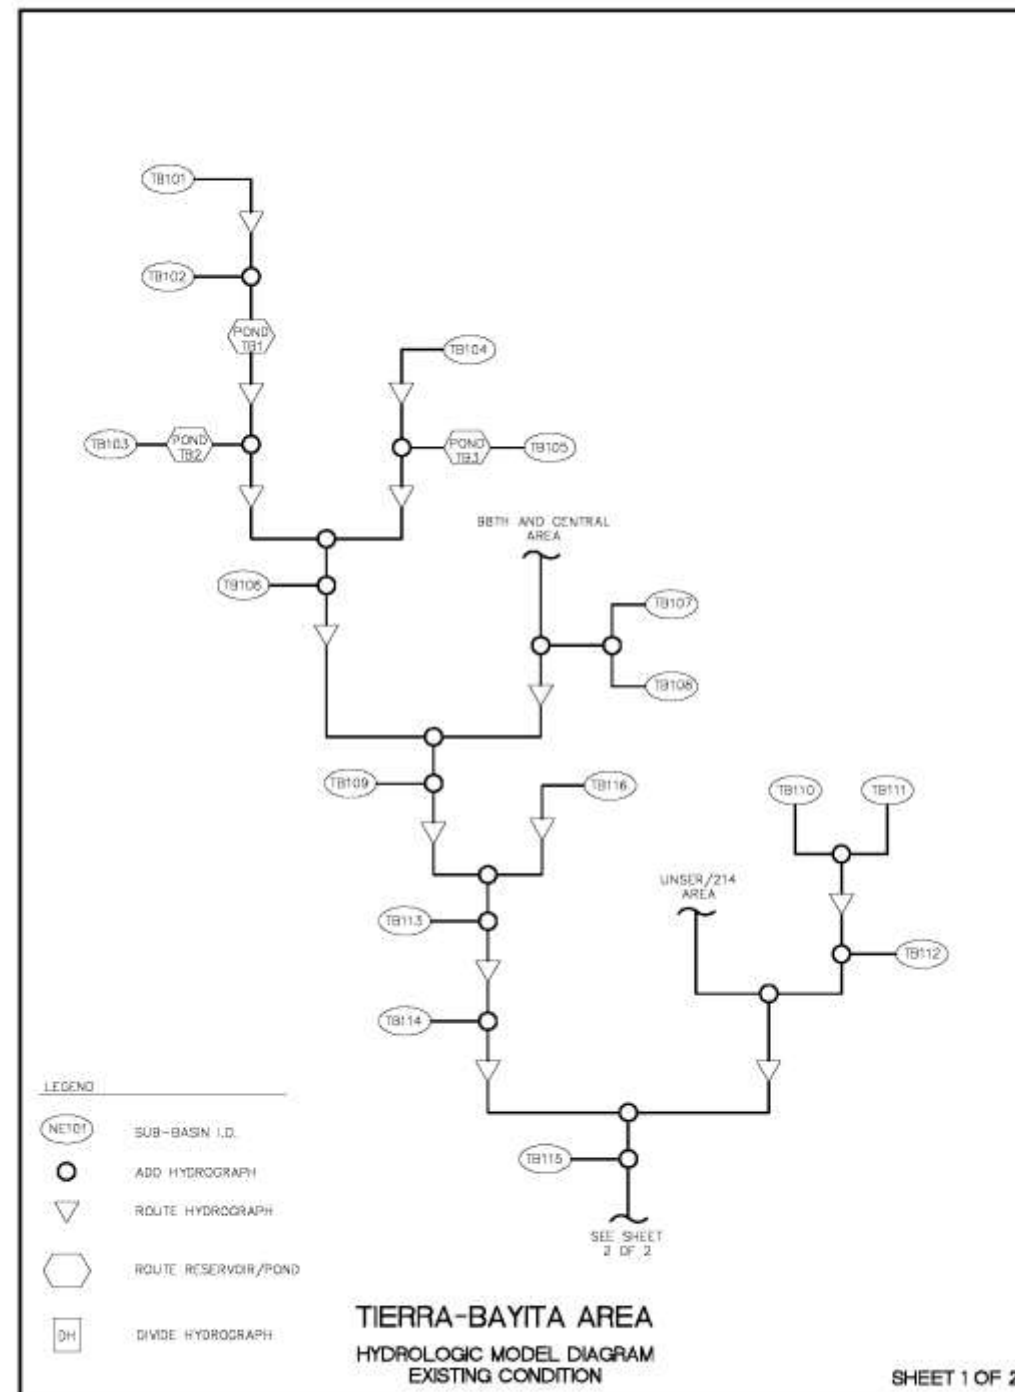 TB101
TB102
POND
TB1
TB104
TB103
POND
TB2
POND
TB3
TB105
98TH AND CENTRAL
AREA
TB106
TB107
TB108
TB109
TB116
TB110
TB111
UNSER/214
AREA
TB113
TB112
TB114
LEGEND
NE101
SUB-BASIN I.D.
ADD HYDROGRAPH
ROUTE HYDROGRAPH
ROUTE RESERVOIR/POND
DH
DIVIDE HYDROGRAPH
TB115
SEE SHEET
2 OF 2
TIERRA-BAYITA AREA
HYDROLOGIC MODEL DIAGRAM
EXISTING CONDITION
SHEET 1 OF 2